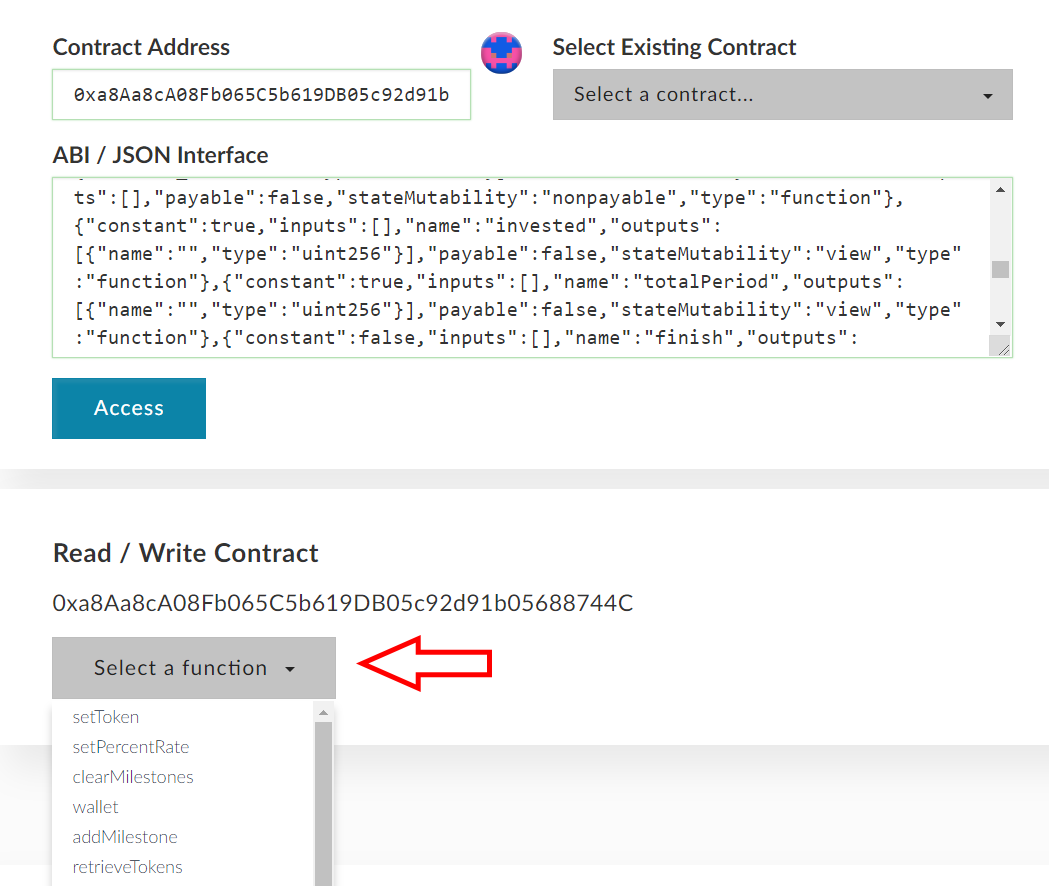 Contract Address
Select Existing Contract
0xa8Aa8cA08Fb065C5b619DB05c92d91b
Select a contract...
ABI / JSON Interface
ts":[],"payable":false,"stateMutability":"nonpayable","type":"function"},
{"constant":true,"inputs":[],"name":"invested","outputs":
[{"name":"","type":"uint256"}],"payable":false,"stateMutability":"view","type"
:"function"},{"constant":true,"inputs":[],"name":"totalPeriod","outputs":
[{"name":"","type":"uint256"}],"payable":false,"stateMutability":"view","type"
:"function"},{"constant":false,"inputs":[],"name":"finish","outputs":
Access
Read / Write Contract
0xa8Aa8cA08Fb065C5b619DB05c92d91b05688744C
Select a function
setToken
setPercentRate
clearMilestones
wallet
addMilestone
retrieveTokens